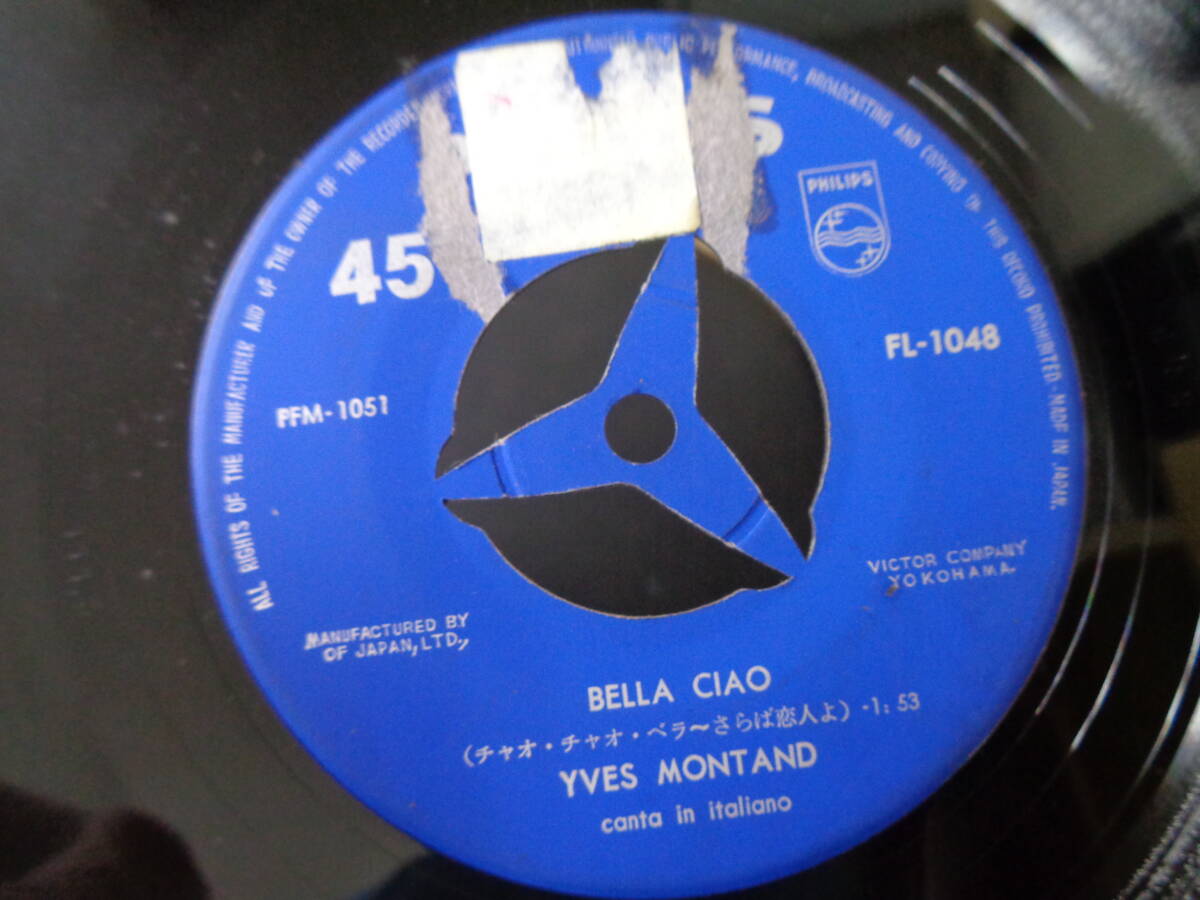 ALL RIGHTS OF THE MANUFACTURER AND OF THE OWNER OF THE RECORDED PUBLIC PERFORMANCE, BROADCASTING AND COPYING OF THIS RECORD PROHIBITED·MADE IN JAPAN.
45
PHILIPS
FL-1048
PFM-1051
MANUFACTURED BY VICTOR COMPANY
OF JAPAN, LTD., YOKOHAMA.
BELLA CIAO
(チャオ・チャオ・ベラ〜さらば恋人よ)·1:53
YVES MONTAND
canta in italiano